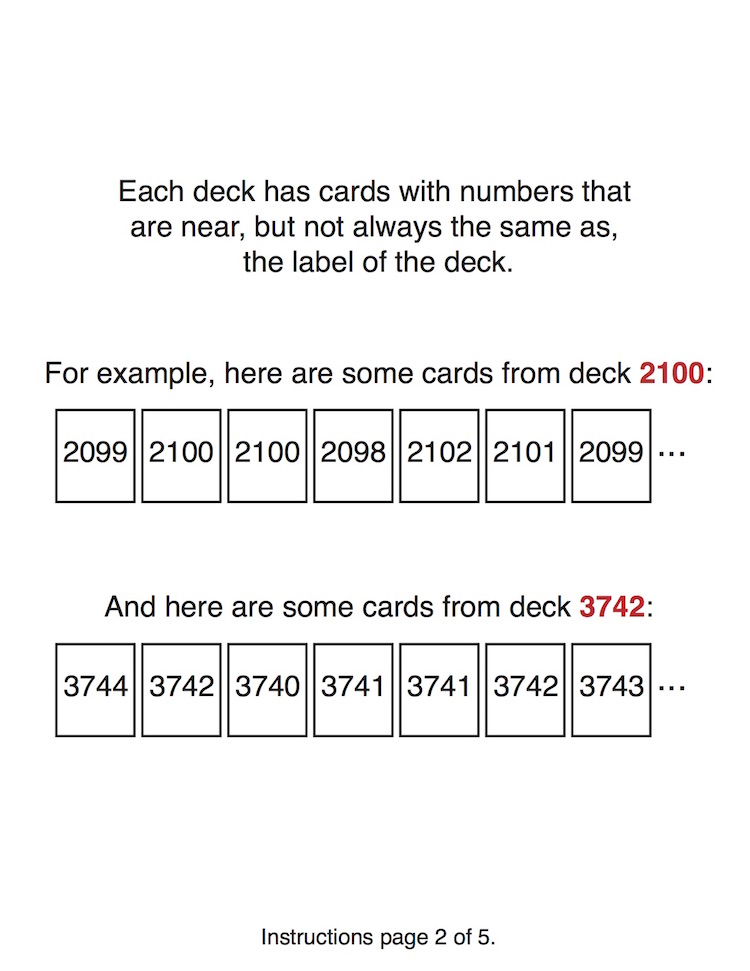 Each deck has cards with numbers that
are near, but not always the same as,
the label of the deck.
For example, here are some cards from deck 2100:
2099 2100 2100 2098 2102 2101 2099 ...
And here are some cards from deck 3742:
3744 3742 3740 3741 3741 3742 3743 ...
Instructions page 2 of 5.